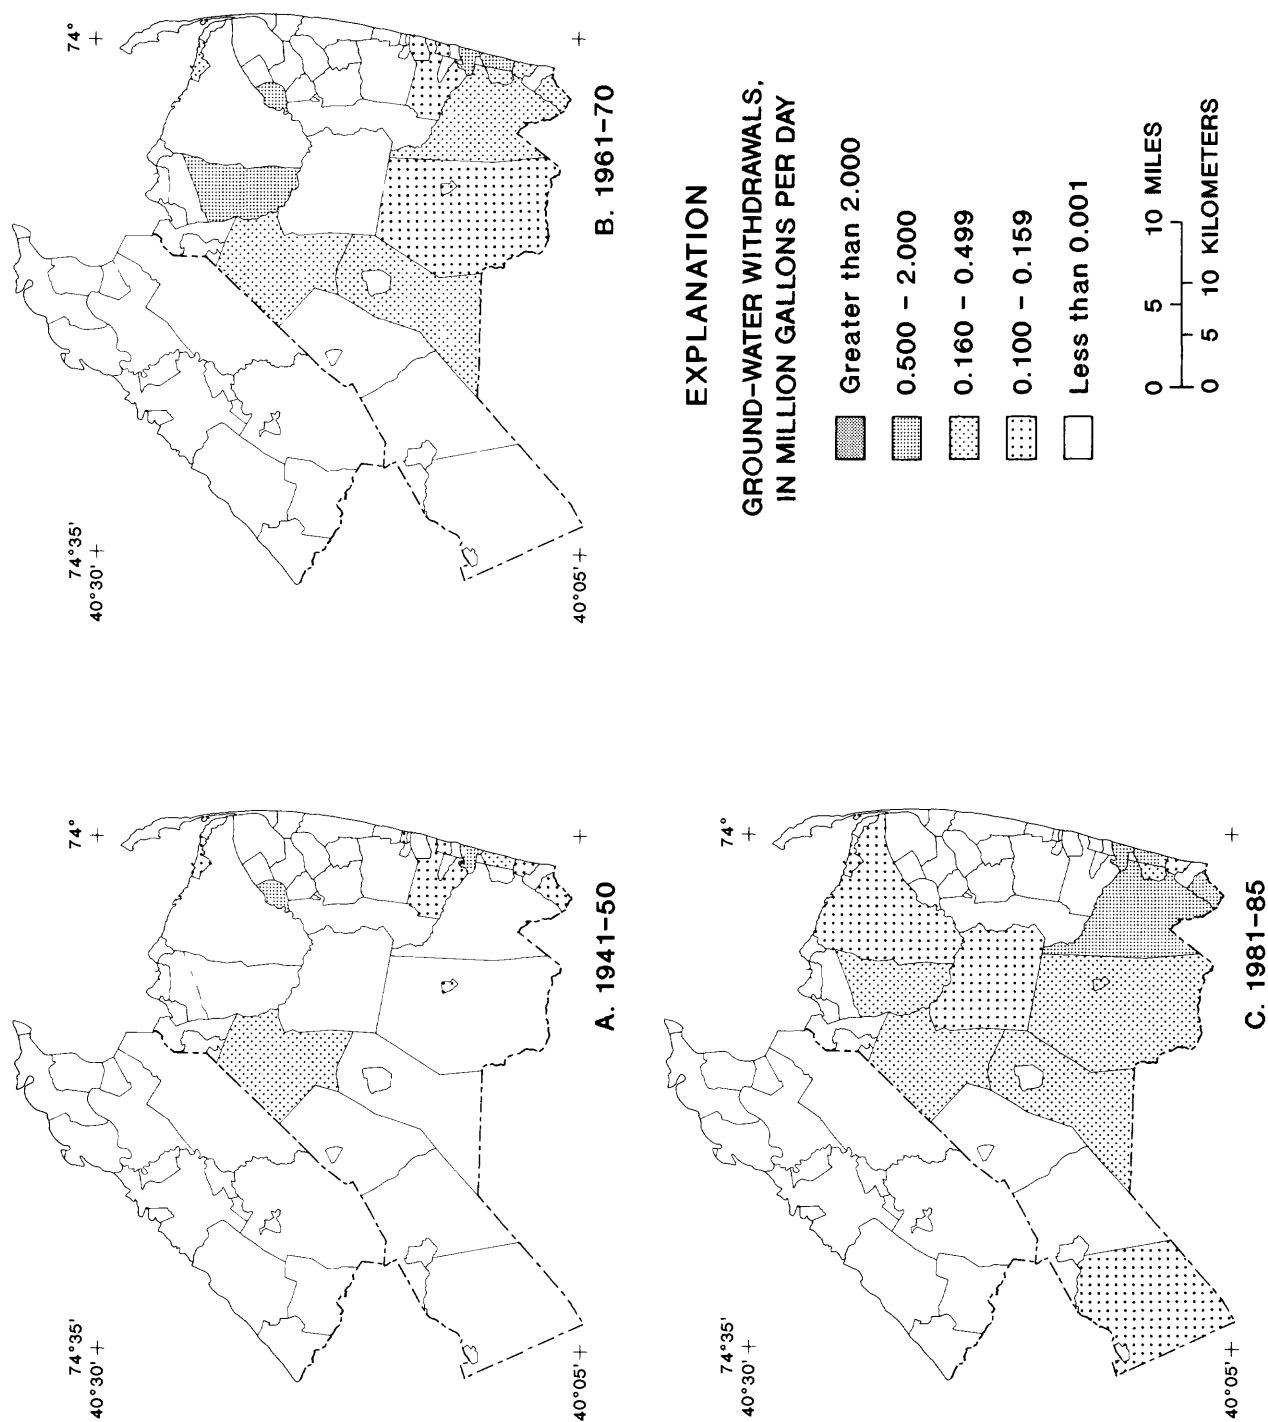 74°35'
40°30'
74°
40°05'
A. 1941-50
74°35'
40°30'
74°
40°05'
B. 1961-70
74°35'
40°30'
74°
40°05'
C. 1981-85
EXPLANATION
GROUND-WATER WITHDRAWALS,
IN MILLION GALLONS PER DAY
Greater than 2.000
0.500 - 2.000
0.160 - 0.499
0.100 - 0.159
Less than 0.001
0 5 10 MILES
0 5 10 KILOMETERS